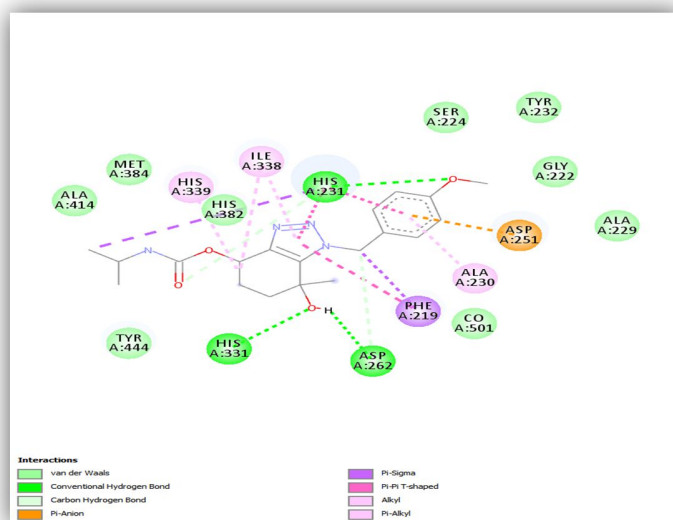 SER
A:224
TYR
A:232
MET
A:384
ILE
A:338
GLY
A:222
HIS
A:339
HIS
A:231
ALA
A:414
HIS
A:382
ALA
A:229
ASP
A:251
N
N
N
N
O
O
O
ALA
A:230
PHE
A:219
O
H
CO
A:501
TYR
A:444
HIS
A:331
ASP
A:262
Interactions
van der Waals
Conventional Hydrogen Bond
Carbon Hydrogen Bond
Pi-Anion
Pi-Sigma
Pi-Pi T-shaped
Alkyl
Pi-Alkyl